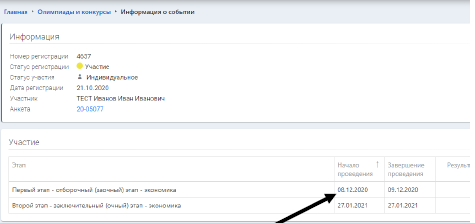 Главная • Олимпиады и конкурсы • Информация о событии
Информация
Номер регистрации 4637
Статус регистрации Участие
Статус участия Индивидуальное
Дата регистрации 21.10.2020
Участник ТЕСТ Иванов Иван Иванович
Анкета 20-05077
Участие
Этап Начало проведения ↑ Завершение проведения Резуль
Первый этап - отборочный (заочный) этап - экономика 08.12.2020 09.12.2020
Второй этап - заключительный (очный) этап - экономика 27.01.2021 27.01.2021